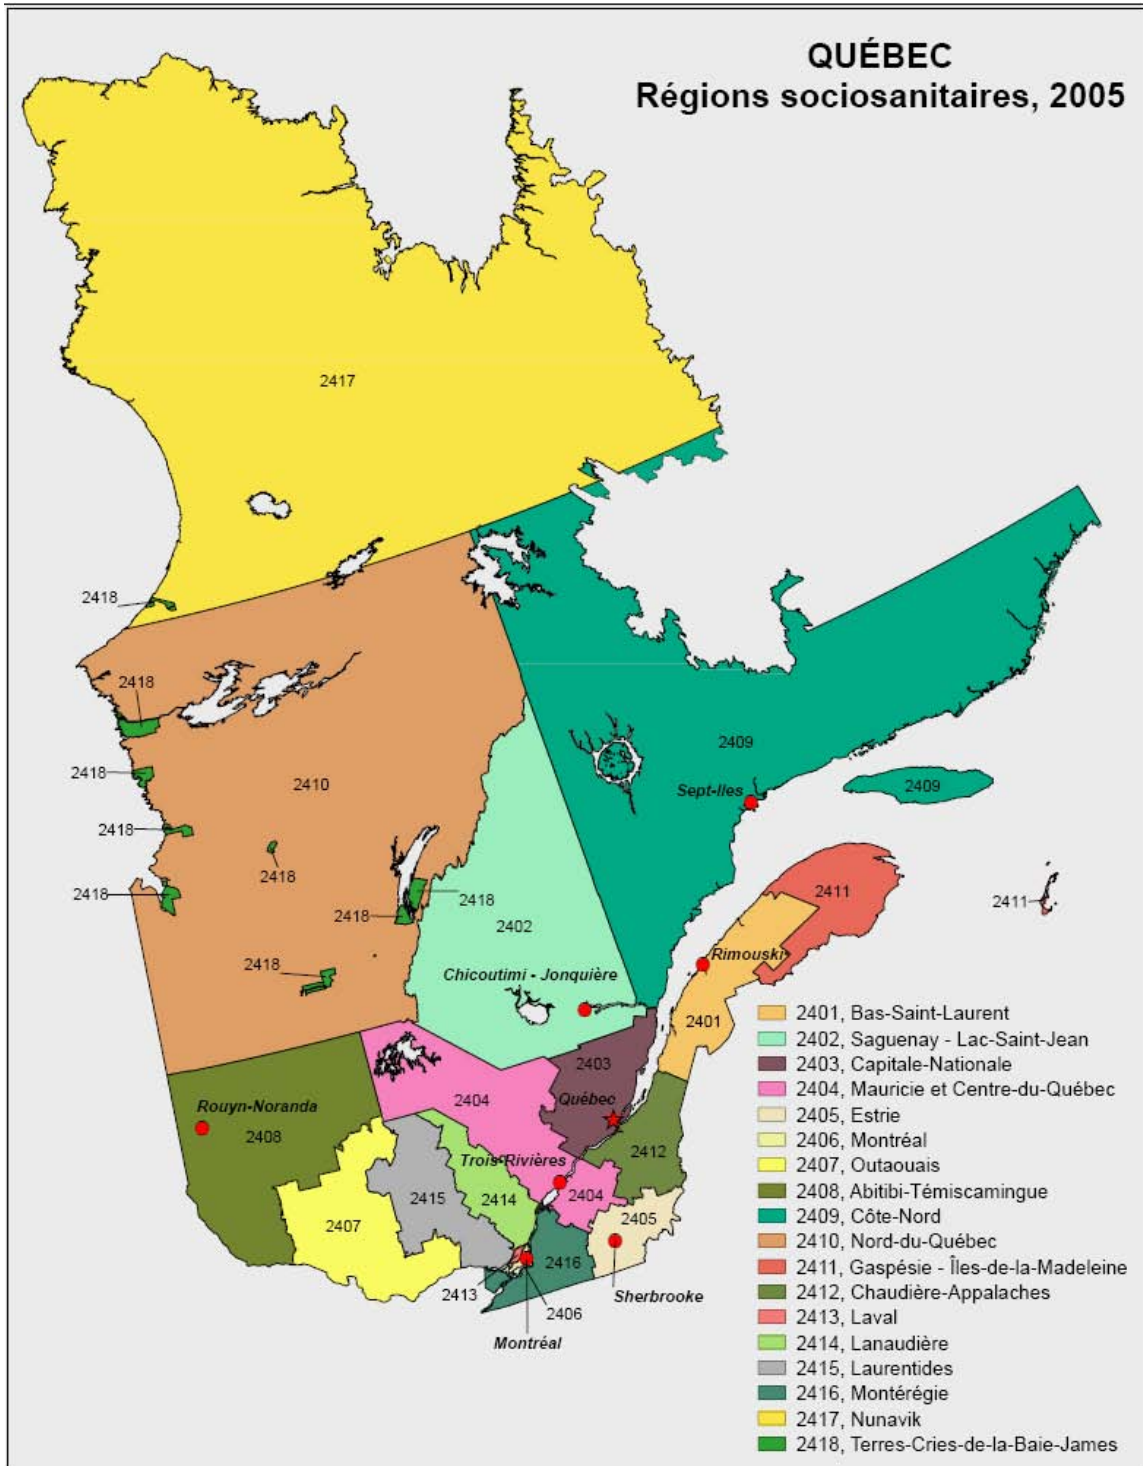 QUÉBEC
Régions sociosanitaires, 2005
2417
2418
2418
2409
2418
2410
2409
Sept-Iles
2418
2418
2411
2418
2418
2411
2418
2402
Rimouski
2418
Chicoutimi - Jonquière
2401
2403
Québec
2404
Rouyn-Noranda
2408
2412
Trois-Rivières
2404
2415
2414
2405
2407
2416
2413
2406
Sherbrooke
Montréal
2401, Bas-Saint-Laurent
2402, Saguenay - Lac-Saint-Jean
2403, Capitale-Nationale
2404, Mauricie et Centre-du-Québec
2405, Estrie
2406, Montréal
2407, Outaouais
2408, Abitibi-Témiscamingue
2409, Côte-Nord
2410, Nord-du-Québec
2411, Gaspésie - Îles-de-la-Madeleine
2412, Chaudière-Appalaches
2413, Laval
2414, Lanaudière
2415, Laurentides
2416, Montérégie
2417, Nunavik
2418, Terres-Cries-de-la-Baie-James